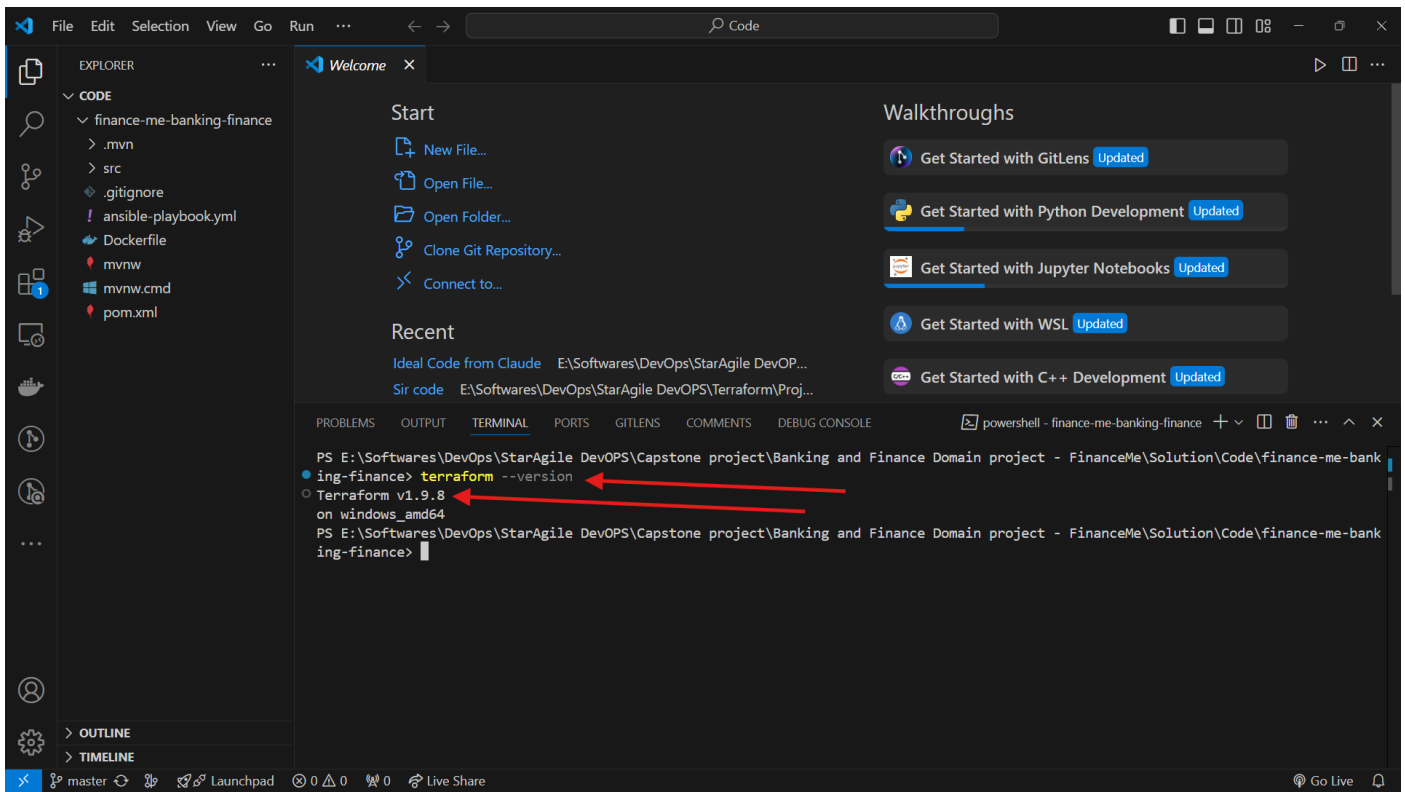 File Edit Selection View Go Run ···
Code
EXPLORER ···
CODE
finance-me-banking-finance
.mvn
src
.gitignore
! ansible-playbook.yml
Dockerfile
mvnw
mvnw.cmd
pom.xml
OUTLINE
TIMELINE
Welcome
Start
New File...
Open File...
Open Folder...
Clone Git Repository...
Connect to...
Recent
Ideal Code from Claude E:\Softwares\DevOps\StarAgile DevOP...
Sir code E:\Softwares\DevOps\StarAgile DevOPS\Terraform\Proj...
Walkthroughs
Get Started with GitLens Updated
Get Started with Python Development Updated
Get Started with Jupyter Notebooks Updated
Get Started with WSL Updated
Get Started with C++ Development Updated
PROBLEMS OUTPUT TERMINAL PORTS GITLENS COMMENTS DEBUG CONSOLE powershell - finance-me-banking-finance
PS E:\Softwares\DevOps\StarAgile DevOPS\Capstone project\Banking and Finance Domain project - FinanceMe\Solution\Code\finance-me-bank
ing-finance> terraform --version
Terraform v1.9.8
on windows_amd64
PS E:\Softwares\DevOps\StarAgile DevOPS\Capstone project\Banking and Finance Domain project - FinanceMe\Solution\Code\finance-me-bank
ing-finance>
1
master Launchpad 0 0 0 Live Share Go Live